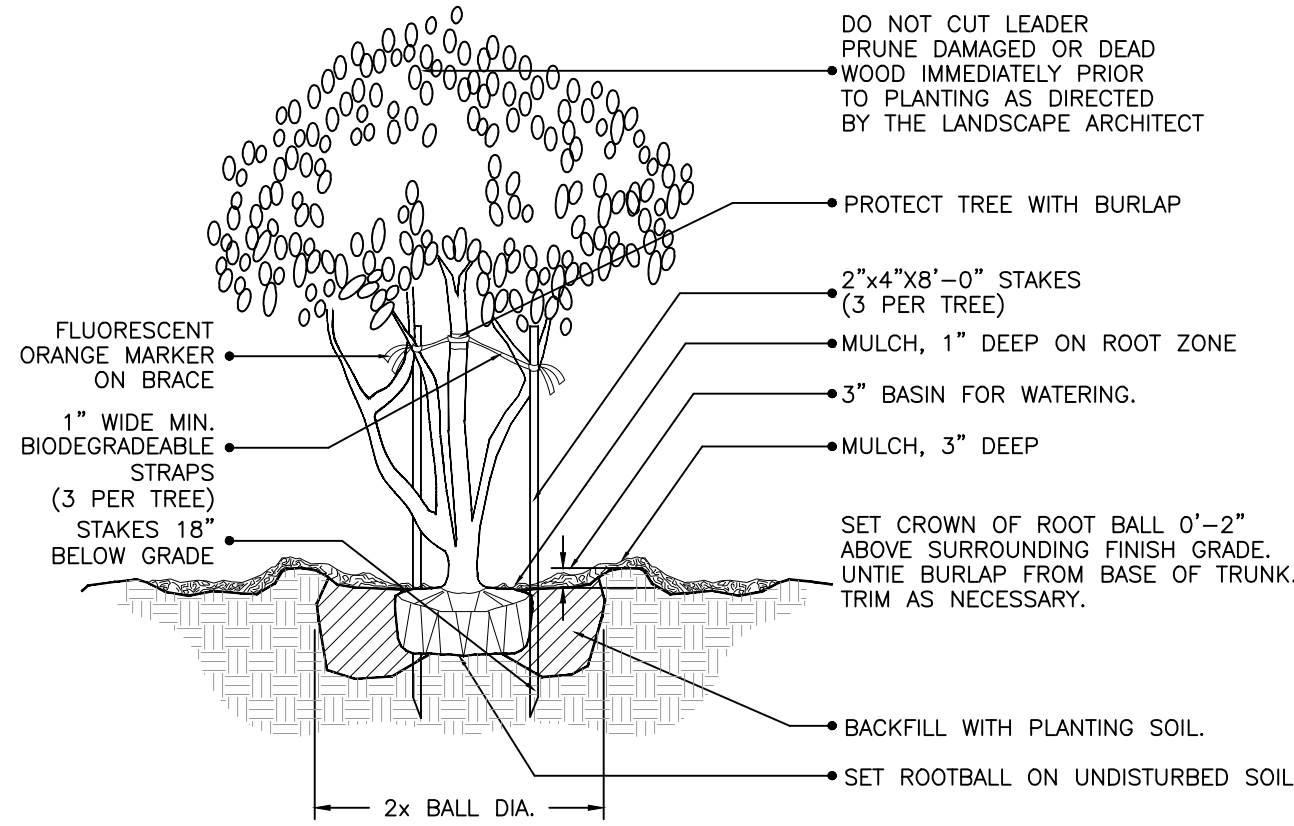 DO NOT CUT LEADER
PRUNE DAMAGED OR DEAD
WOOD IMMEDIATELY PRIOR
TO PLANTING AS DIRECTED
BY THE LANDSCAPE ARCHITECT
PROTECT TREE WITH BURLAP
2"x4"X8'-0" STAKES
(3 PER TREE)
MULCH, 1" DEEP ON ROOT ZONE
3" BASIN FOR WATERING.
MULCH, 3" DEEP
SET CROWN OF ROOT BALL 0'-2"
ABOVE SURROUNDING FINISH GRADE.
UNTIE BURLAP FROM BASE OF TRUNK.
TRIM AS NECESSARY.
BACKFILL WITH PLANTING SOIL.
SET ROOTBALL ON UNDISTURBED SOIL
FLUORESCENT
ORANGE MARKER
ON BRACE
1" WIDE MIN.
BIODEGRADEABLE
STRAPS
(3 PER TREE)
STAKES 18"
BELOW GRADE
2x BALL DIA.